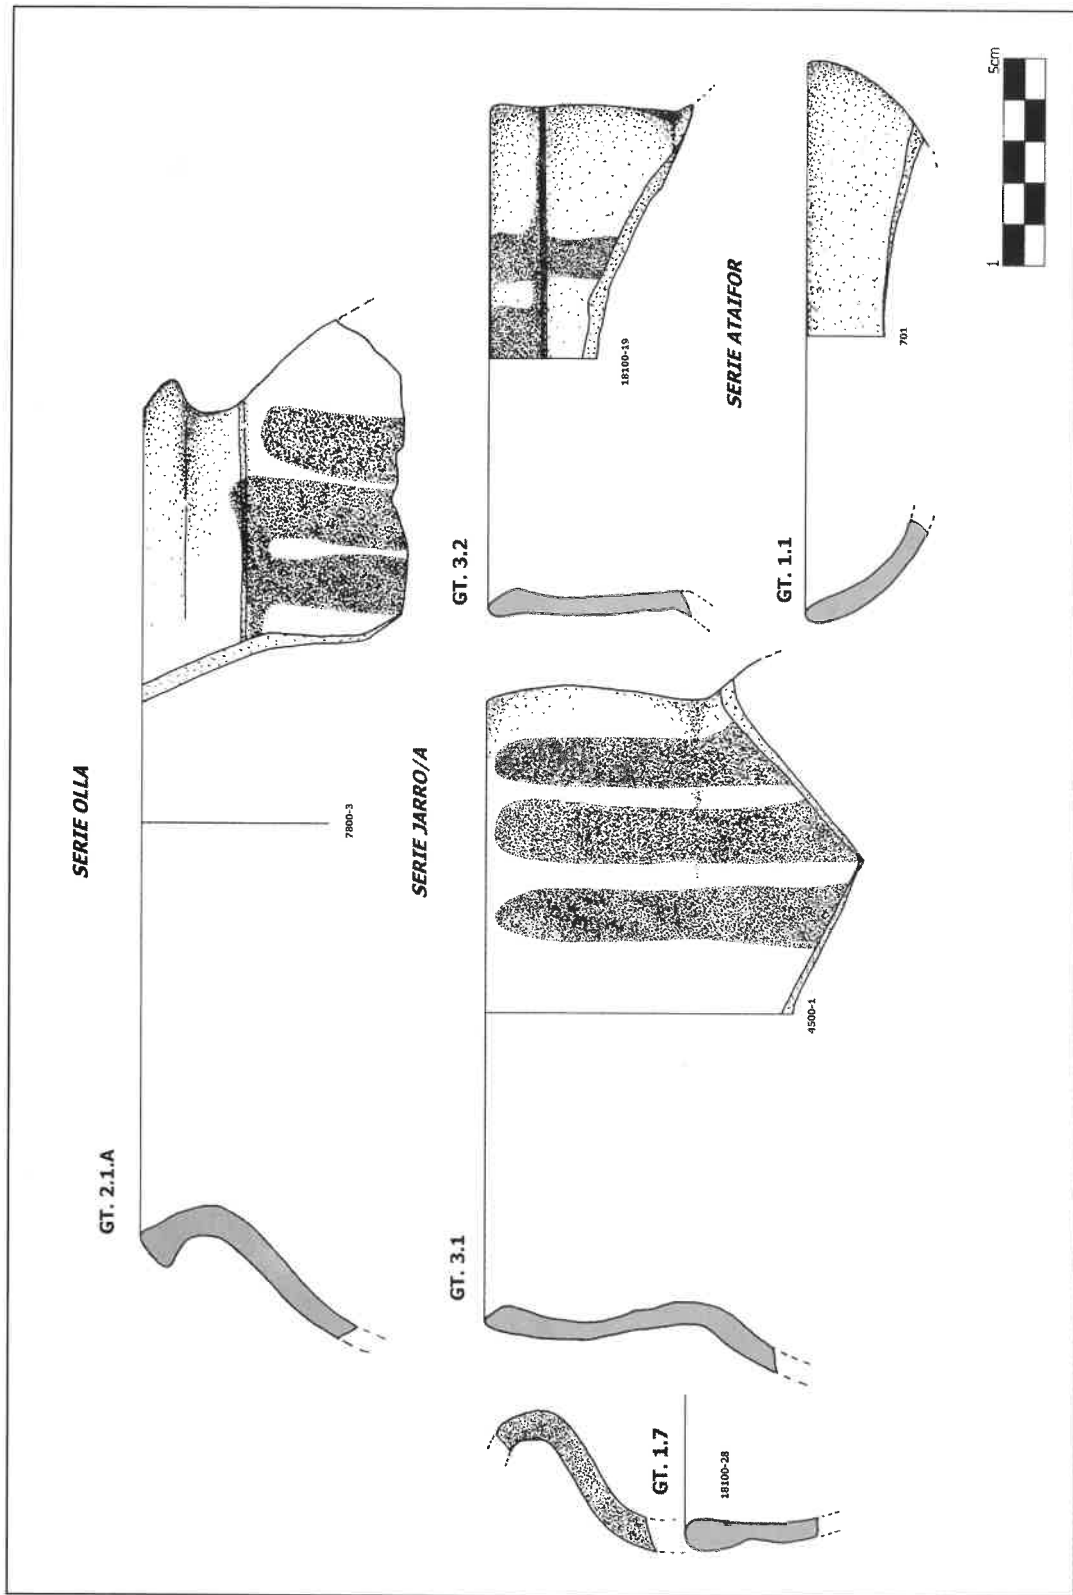 SERIE OLLA
GT. 2.1.A
7800-3
SERIE JARRO/A
GT. 3.1
4500-1
GT. 3.2
18100-19
GT. 1.7
18100-28
SERIE ATAIFOR
GT. 1.1
701
1
5cm